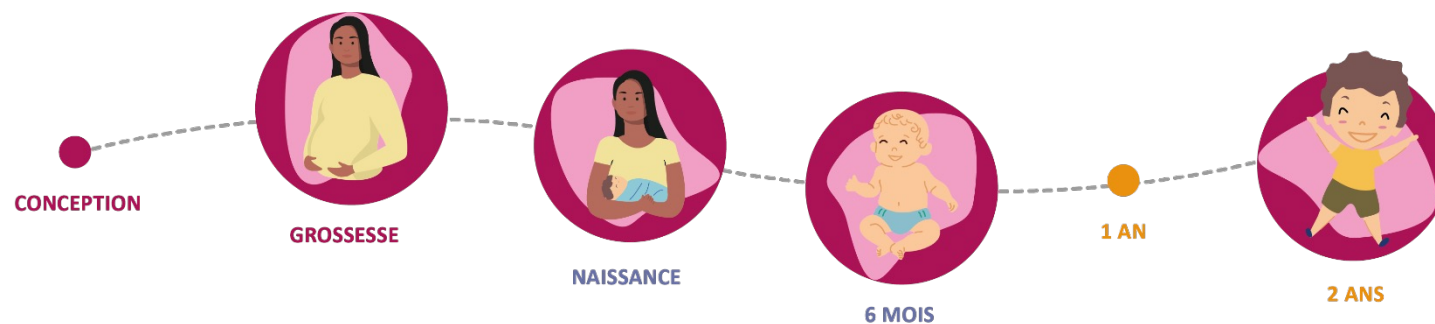 CONCEPTION
GROSSESSE
NAISSANCE
6 MOIS
1 AN
2 ANS